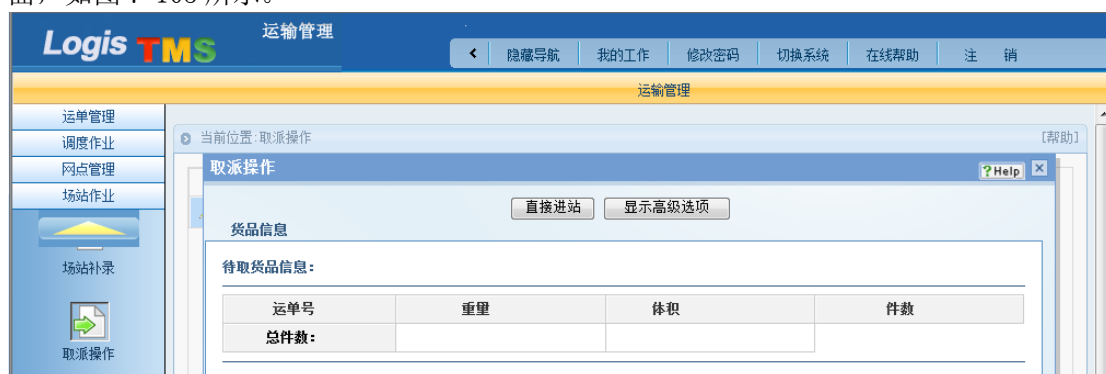 Logis TMS
运输管理
隐藏导航 我的工作 修改密码 切换系统 在线帮助 注 销
运输管理
运单管理
调度作业
网点管理
场站作业
场站补录
取派操作
当前位置:取派操作 [帮助]
取派操作 ?Help
直接进站 显示高级选项
货品信息
待取货品信息:
运单号 重量 体积 件数
总件数: